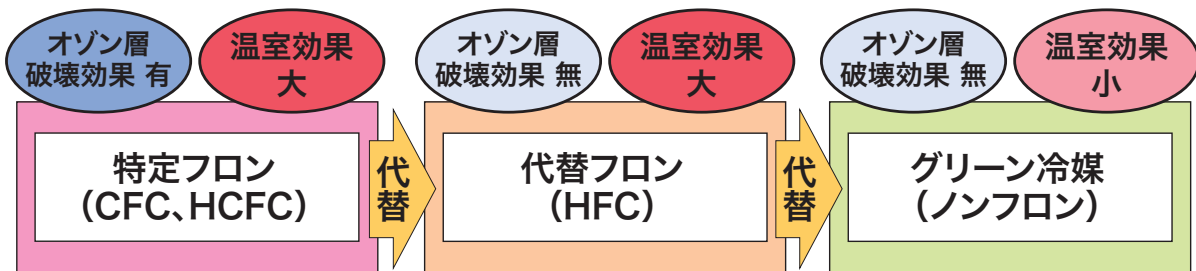 オゾン層
破壊効果 有
温室効果
大
特定フロン
（CFC、HCFC）
代替
オゾン層
破壊効果 無
温室効果
大
代替フロン
（HFC）
代替
オゾン層
破壊効果 無
温室効果
小
グリーン冷媒
（ノンフロン）